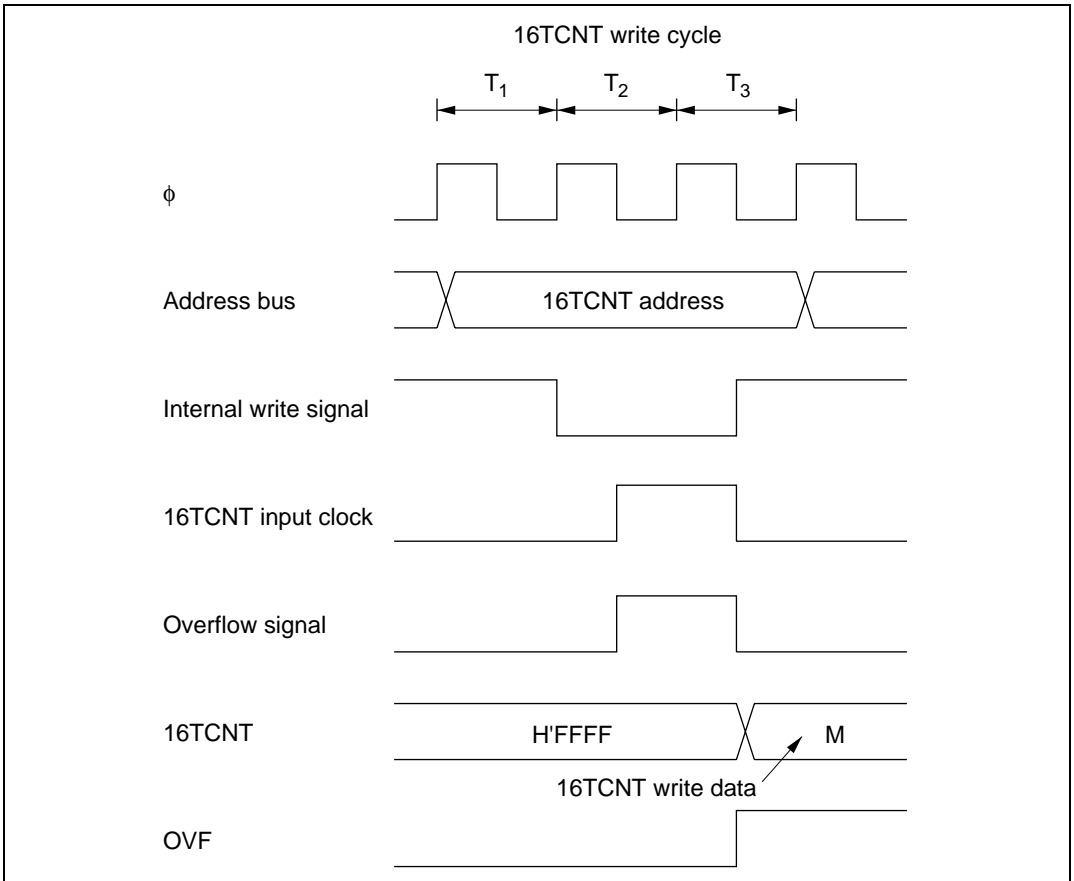 16TCNT write cycle
T1 T2 T3
φ
Address bus 16TCNT address
Internal write signal
16TCNT input clock
Overflow signal
16TCNT H'FFFF M
16TCNT write data
OVF